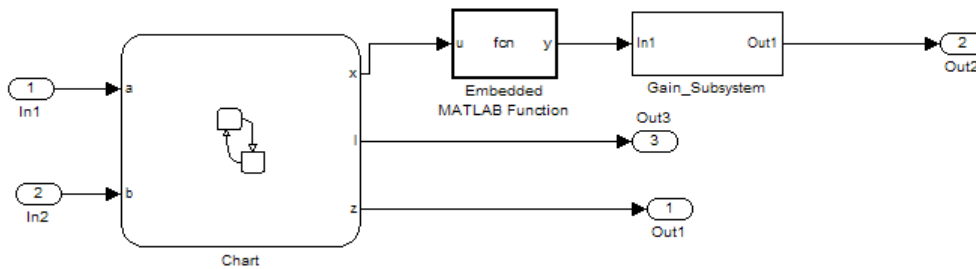 1
In1
2
In2
a
b
x
l
z
Chart
u fcn y
Embedded
MATLAB Function
In1 Out1
Gain_Subsystem
2
Out2
Out3
3
1
Out1